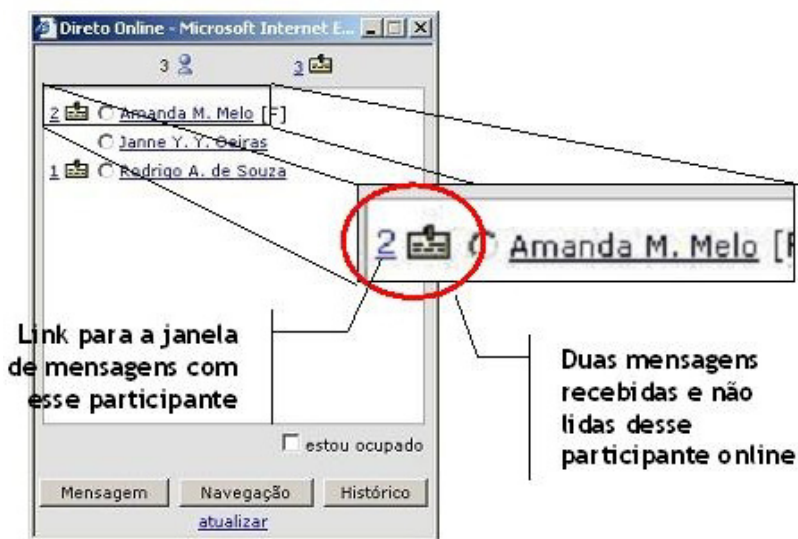 Direto Online - Microsoft Internet E...
3 3
2 Amanda M. Melo [F]
Janne Y. Y. Oeiras
1 Rodrigo A. de Souza
2 Amanda M. Melo [F
Link para a janela
de mensagens com
esse participante
Duas mensagens
recebidas e não
lidas desse
participante online
estou ocupado
Mensagem Navegação Histórico
atualizar